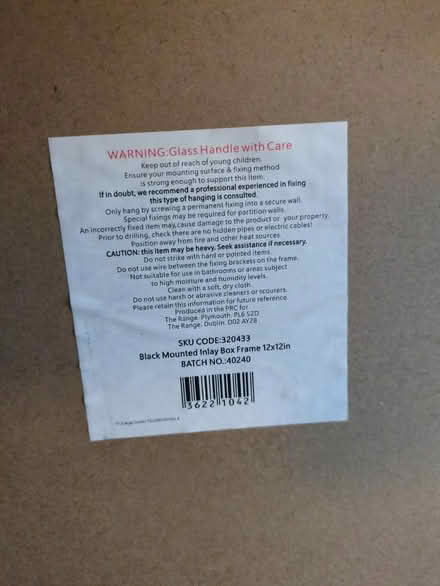 WARNING: Glass Handle with Care
Keep out of reach of young children.
Ensure your mounting surface & fixing method
is strong enough to support this item.
If in doubt, we recommend a professional experienced in fixing
this type of hanging is consulted.
Only hang by screwing a permanent fixing into a secure wall.
Special fixings may be required for partition walls.
An incorrectly fixed item may cause damage to the product or your property.
Prior to drilling, check there are no hidden pipes or electric cables!
Position away from fire and other heat sources
CAUTION: this item may be heavy. Seek assistance if necessary.
Do not strike with hard or pointed items.
Do not use wire between the fixing brackets on the frame.
Not suitable for use in bathrooms or areas subject
to high moisture and humidity levels.
Clean with a soft, dry cloth.
Do not use harsh or abrasive cleaners or scourers.
Please retain this information for future reference.
Produced in the PRC for
The Range. Plymouth. PL6 5ZD
The Range. Dublin. D02 AY28
SKU CODE:320433
Black Mounted Inlay Box Frame 12x12in
BATCH NO.:40240
3622 1042